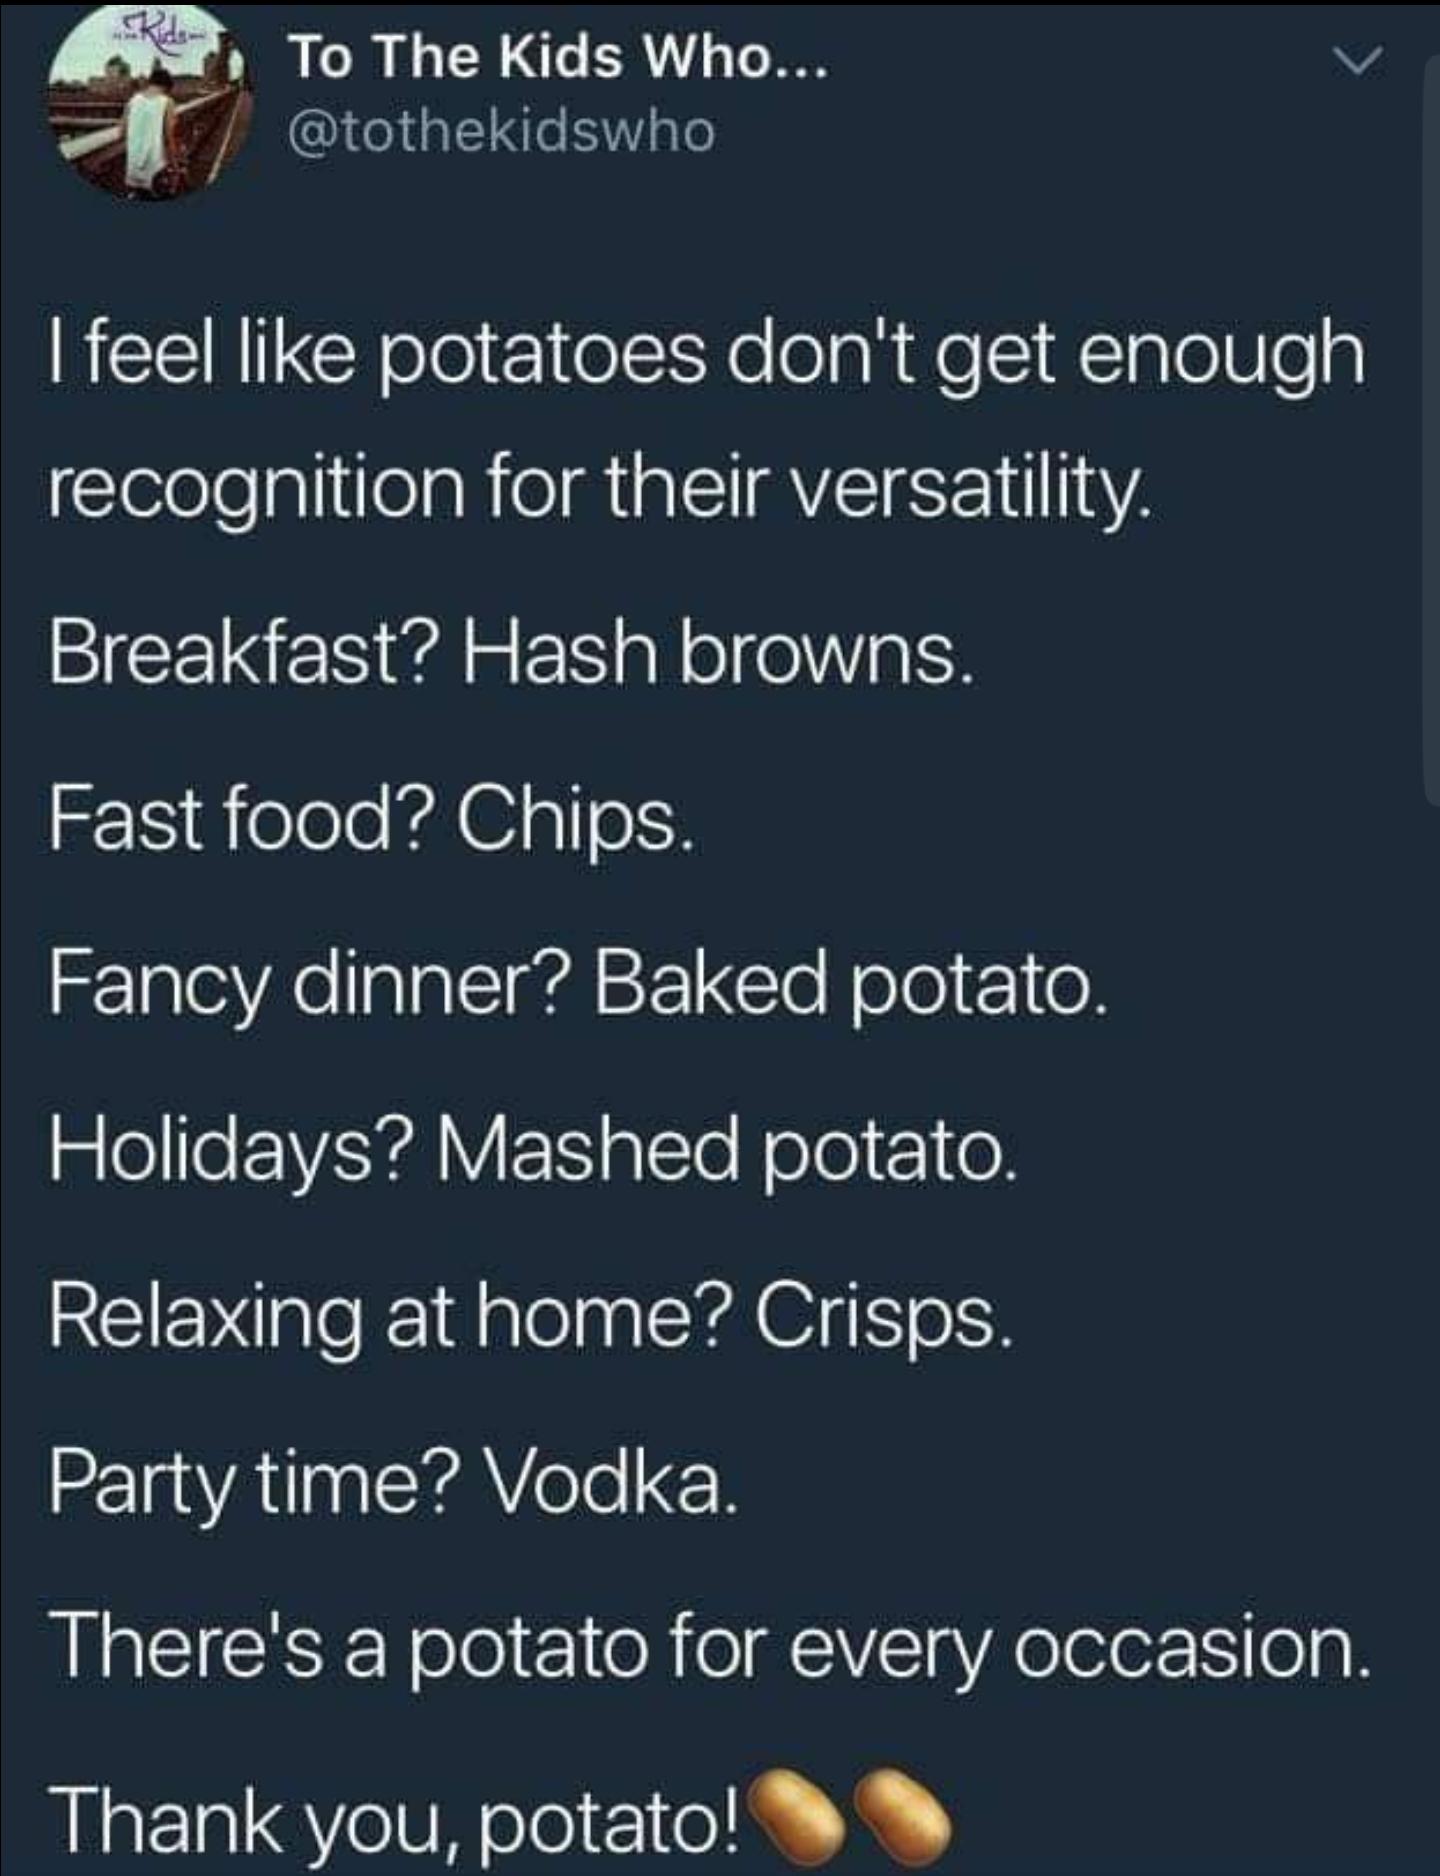 Kids
To The Kids Who...
@tothekidswho
I feel like potatoes don't get enough
recognition for their versatility.
Breakfast? Hash browns.
Fast food? Chips.
Fancy dinner? Baked potato.
Holidays? Mashed potato.
Relaxing at home? Crisps.
Party time? Vodka.
There's a potato for every occasion.
Thank you, potato!🥔🥔